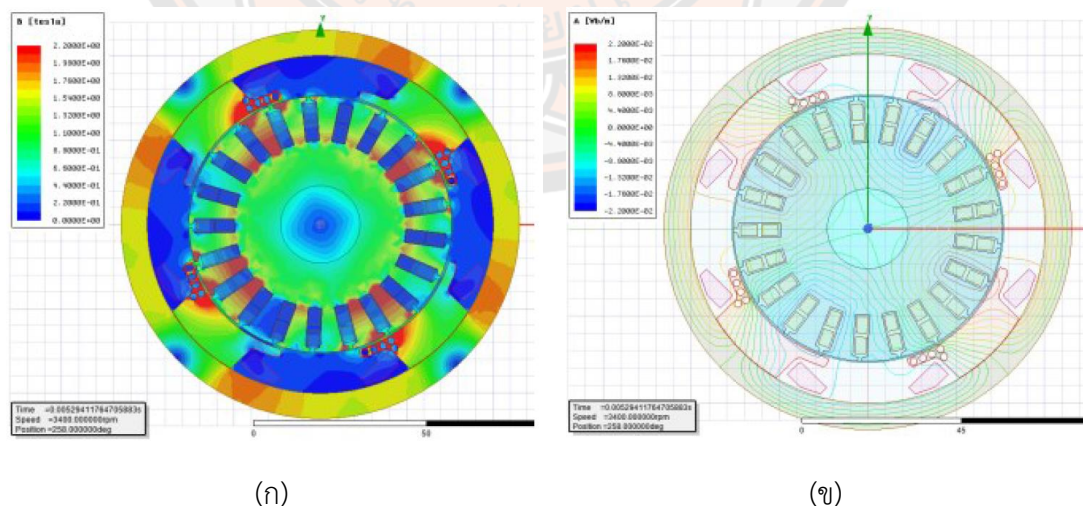 B [tesla]
2.2000E+00
1.9800E+00
1.7600E+00
1.5400E+00
1.3200E+00
1.1000E+00
8.8000E-01
6.6000E-01
4.4000E-01
2.2000E-01
0.0000E+00
Y
Time =0.00529411764705883s
Speed =3400.000000rpm
Position =258.000000deg
0 50
(ก)
A [Wb/m]
2.2000E-02
1.7600E-02
1.3200E-02
8.8000E-03
4.4000E-03
0.0000E+00
-4.4000E-03
-8.8000E-03
-1.3200E-02
-1.7600E-02
-2.2000E-02
Y
Time =0.00529411764705883s
Speed =3400.000000rpm
Position =258.000000deg
0 45
(ข)